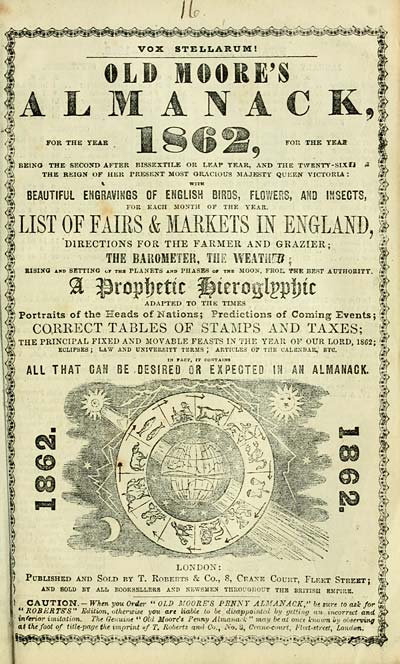 16
VOX STELLARUM!
OLD MOORE'S
ALMANACK,
FOR THE YEAR 1862, FOR THE YEAR
BEING THE SECOND AFTER BISSEXTILE OR LEAP YEAR, AND THE TWENTY-SIXTH
THE REIGN OF HER PRESENT MOST GRACIOUS MAJESTY QUEEN VICTORIA:
WITH
BEAUTIFUL ENGRAVINGS OF ENGLISH BIRDS, FLOWERS, AND INSECTS,
FOR EACH MONTH OF THE YEAR.
LIST OF FAIRS & MARKETS IN ENGLAND,
DIRECTIONS FOR THE FARMER AND GRAZIER;
THE BAROMETER, THE WEATHER;
RISING AND SETTING OF THE PLANETS AND PHASES OF THE MOON, FROM THE BEST AUTHORITY.
A Prophetic Hieroglyphic
ADAPTED TO THE TIMES
Portraits of the Heads of Nations; Predictions of Coming Events;
CORRECT TABLES OF STAMPS AND TAXES;
THE PRINCIPAL FIXED AND MOVABLE FEASTS IN THE YEAR OF OUR LORD, 1862;
ECLIPSES; LAW AND UNIVERSITY TERMS; ARTICLES OF THE CALENDAR, ETC.
IN FACT, IT CONTAINS
ALL THAT CAN BE DESIRED OR EXPECTED IN AN ALMANACK.
1862.
1862.
LONDON:
PUBLISHED AND SOLD BY T. ROBERTS & CO., 8, CRANE COURT, FLEET STREET;
AND SOLD BY ALL BOOKSELLERS AND NEWSMEN THROUGHOUT THE BRITISH EMPIRE.
CAUTION.—When you Order "OLD MOORE'S PENNY ALMANACK," be sure to ask for
"ROBERTS'S" Edition, otherwise you are liable to be disappointed by getting an incorrect and
inferior imitation. The Genuine "Old Moore's Penny Almanack" may be at once known by observing
at the foot of title-page the imprint of T. Roberts and Co., No. 8, Crane-court, Fleet-street, London.